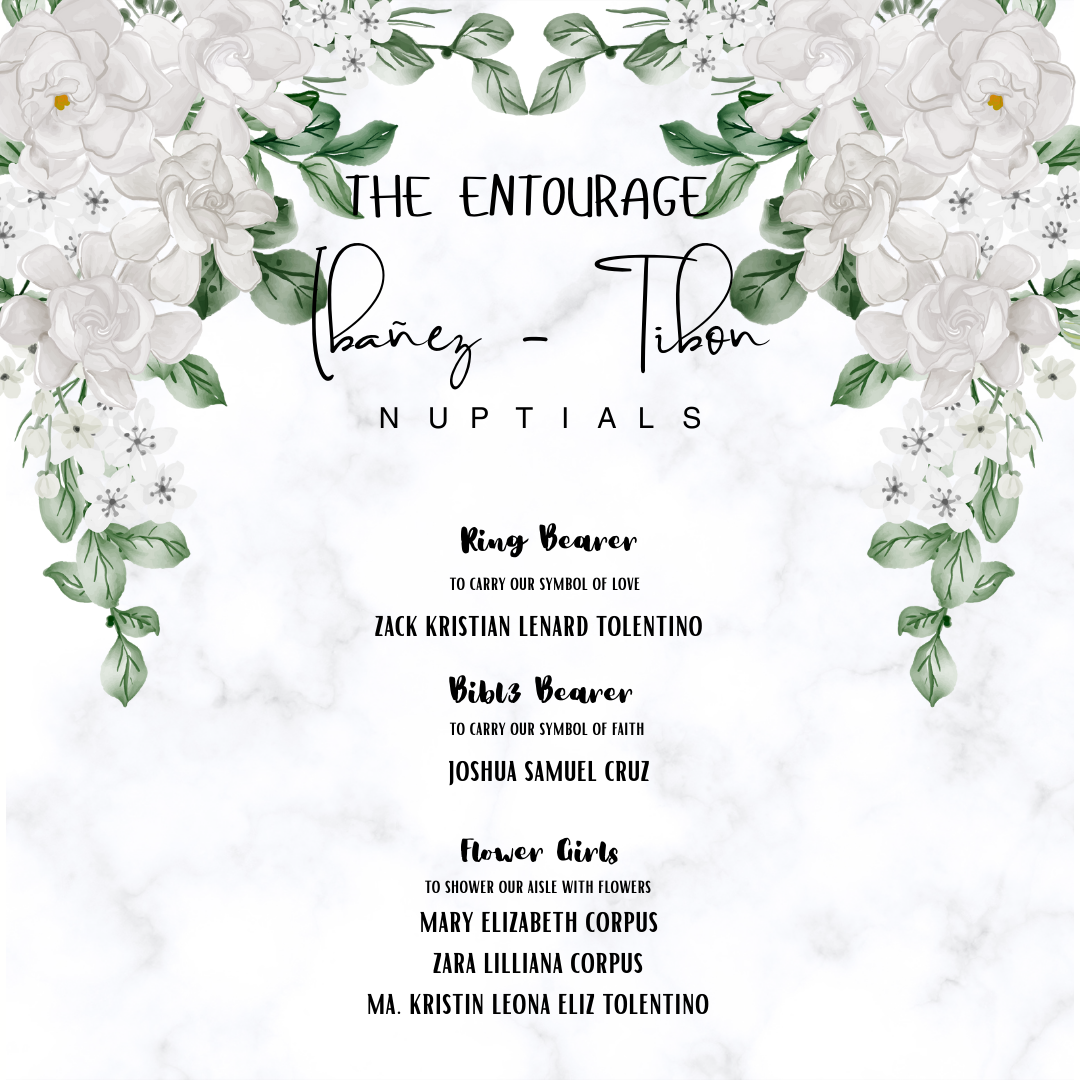 THE ENTOURAGE
Ibañez - Tibon
NUPTIALS
Ring Bearer
TO CARRY OUR SYMBOL OF LOVE
ZACK KRISTIAN LENARD TOLENTINO
Bibl3 Bearer
TO CARRY OUR SYMBOL OF FAITH
JOSHUA SAMUEL CRUZ
Flower Girls
TO SHOWER OUR AISLE WITH FLOWERS
MARY ELIZABETH CORPUS
ZARA LILLIANA CORPUS
MA. KRISTIN LEONA ELIZ TOLENTINO